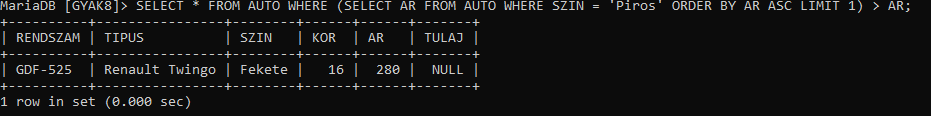 MariaDB [GYAK8]> SELECT * FROM AUTO WHERE (SELECT AR FROM AUTO WHERE SZIN = 'Piros' ORDER BY AR ASC LIMIT 1) > AR;
+----------+----------------+--------+------+------+-------+
| RENDSZAM | TIPUS          | SZIN   | KOR  | AR   | TULAJ |
+----------+----------------+--------+------+------+-------+
| GDF-525  | Renault Twingo | Fekete |   16 |  280 |  NULL |
+----------+----------------+--------+------+------+-------+
1 row in set (0.000 sec)